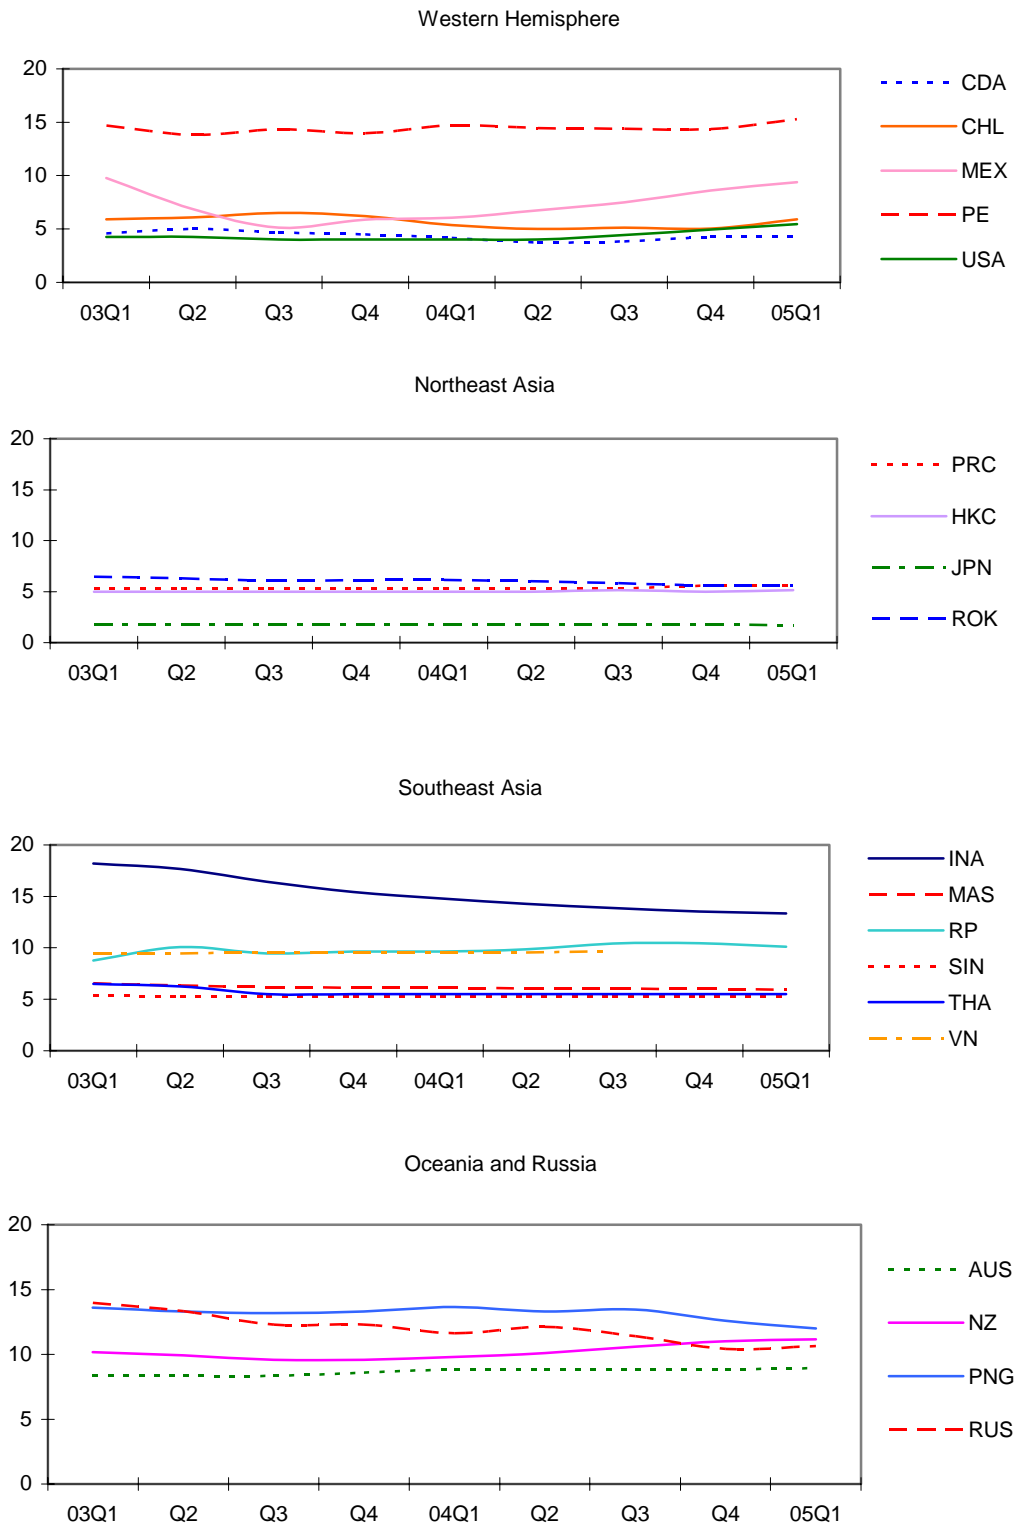 Western Hemisphere
20
15
10
5
0
03Q1 Q2 Q3 Q4 04Q1 Q2 Q3 Q4 05Q1
CDA
CHL
MEX
PE
USA
Northeast Asia
20
15
10
5
0
03Q1 Q2 Q3 Q4 04Q1 Q2 Q3 Q4 05Q1
PRC
HKC
JPN
ROK
Southeast Asia
20
15
10
5
0
03Q1 Q2 Q3 Q4 04Q1 Q2 Q3 Q4 05Q1
INA
MAS
RP
SIN
THA
VN
Oceania and Russia
20
15
10
5
0
03Q1 Q2 Q3 Q4 04Q1 Q2 Q3 Q4 05Q1
AUS
NZ
PNG
RUS